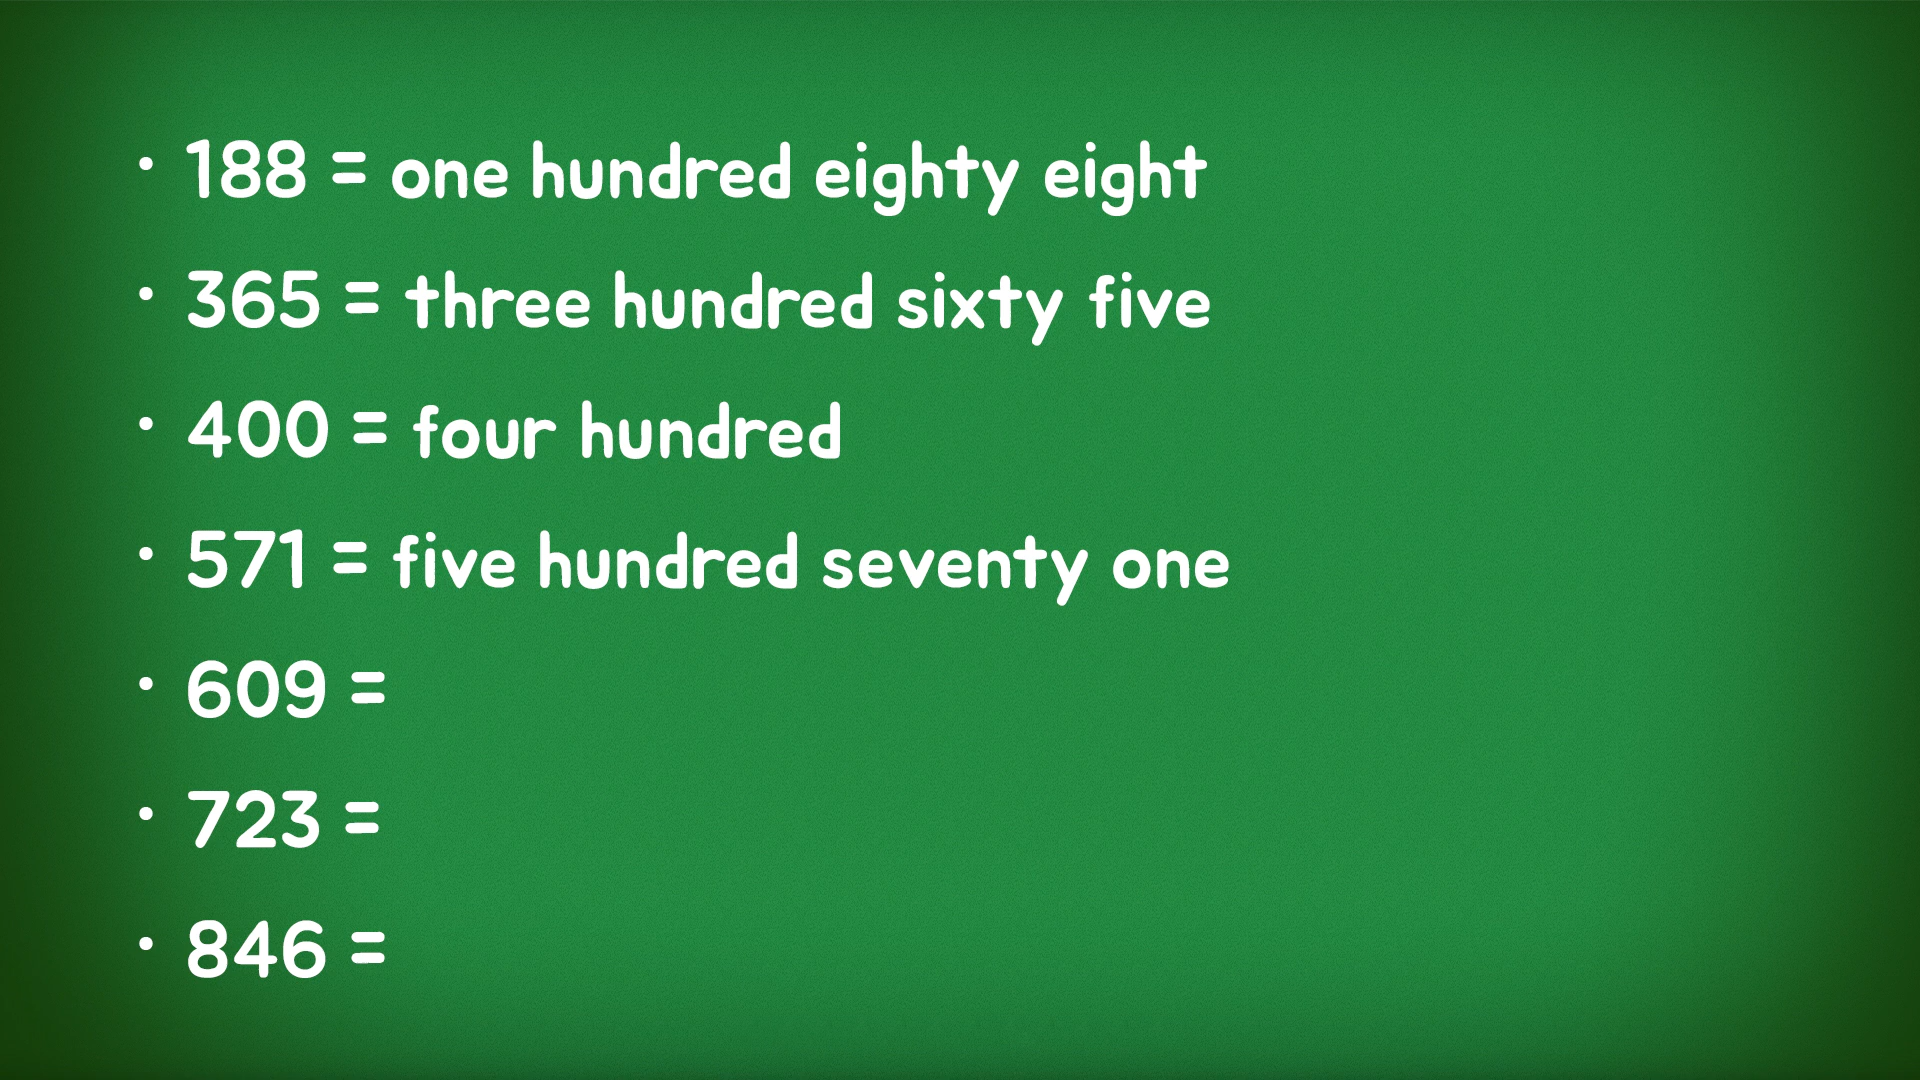 • 188 = one hundred eighty eight
• 365 = three hundred sixty five
• 400 = four hundred
• 571 = five hundred seventy one
• 609 =
• 723 =
• 846 =